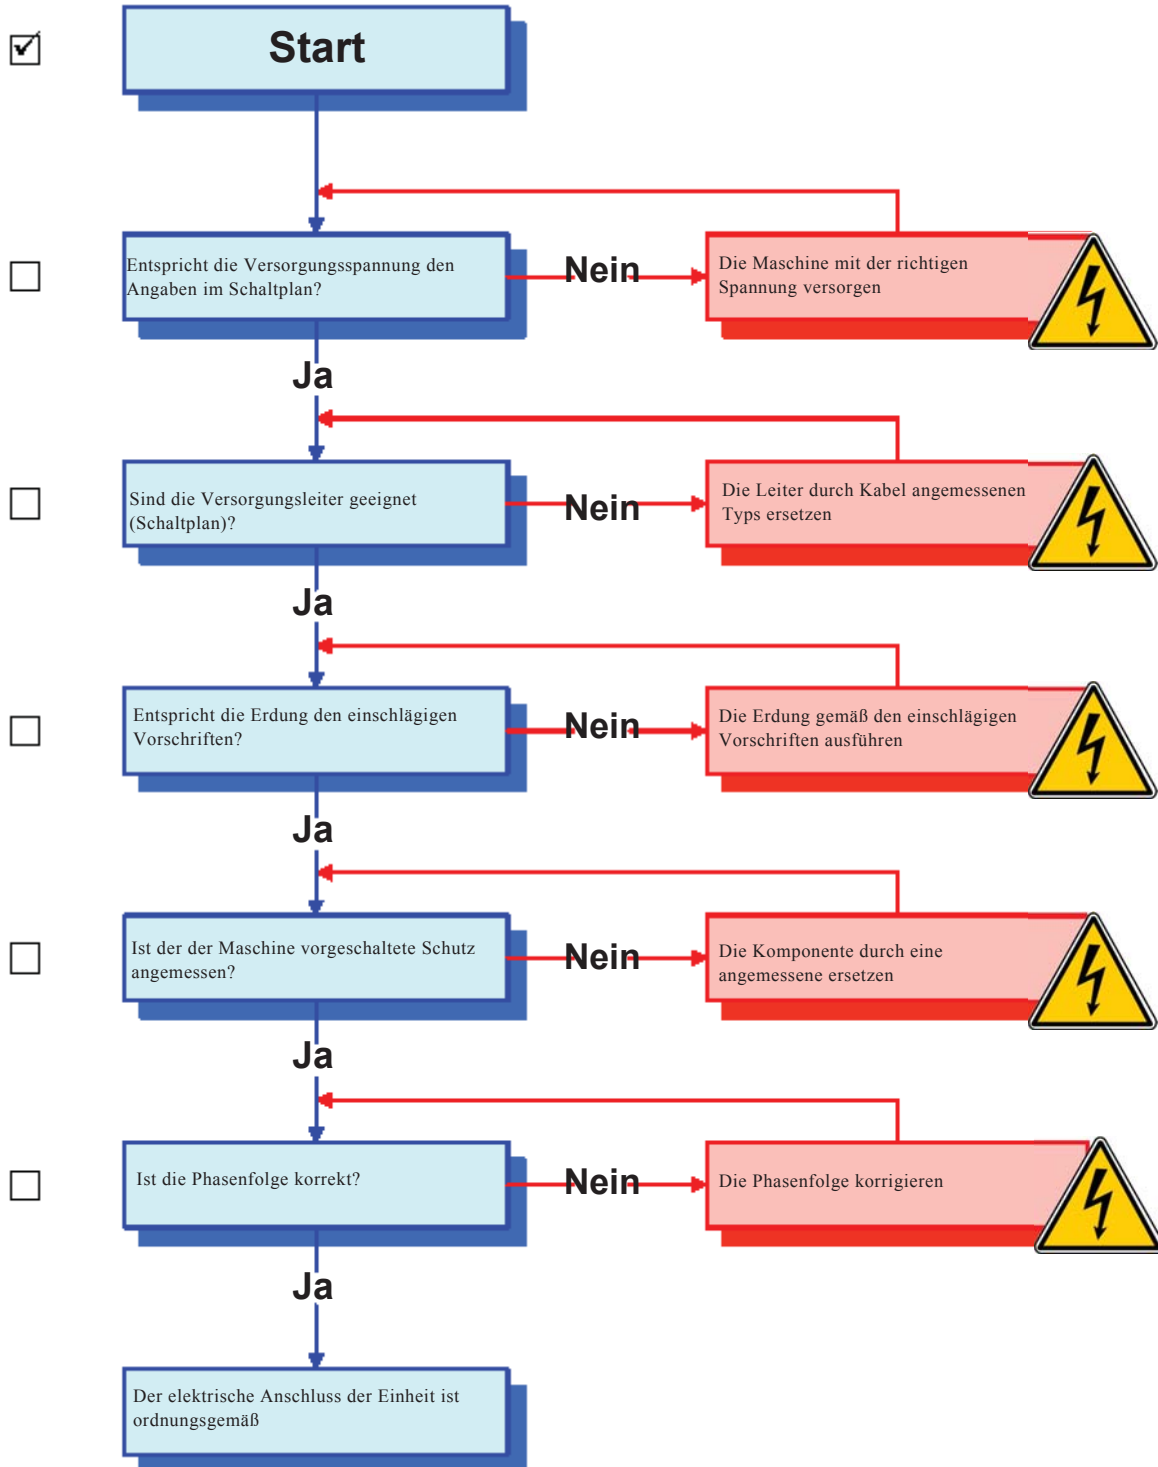 Start
Entspricht die Versorgungsspannung den
Angaben im Schaltplan?
Nein
Die Maschine mit der richtigen
Spannung versorgen
Ja
Sind die Versorgungsleiter geeignet
(Schaltplan)?
Nein
Die Leiter durch Kabel angemessenen
Typs ersetzen
Ja
Entspricht die Erdung den einschlägigen
Vorschriften?
Nein
Die Erdung gemäß den einschlägigen
Vorschriften ausführen
Ja
Ist der der Maschine vorgeschaltete Schutz
angemessen?
Nein
Die Komponente durch eine
angemessene ersetzen
Ja
Ist die Phasenfolge korrekt?
Nein
Die Phasenfolge korrigieren
Ja
Der elektrische Anschluss der Einheit ist
ordnungsgemäß